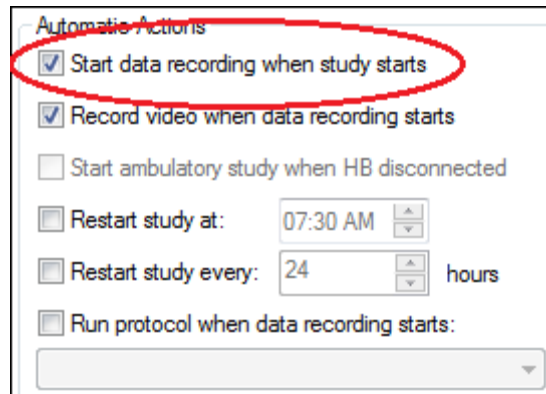 Automatic Actions
Start data recording when study starts
Record video when data recording starts
Start ambulatory study when HB disconnected
Restart study at: 07:30 AM
Restart study every: 24 hours
Run protocol when data recording starts: